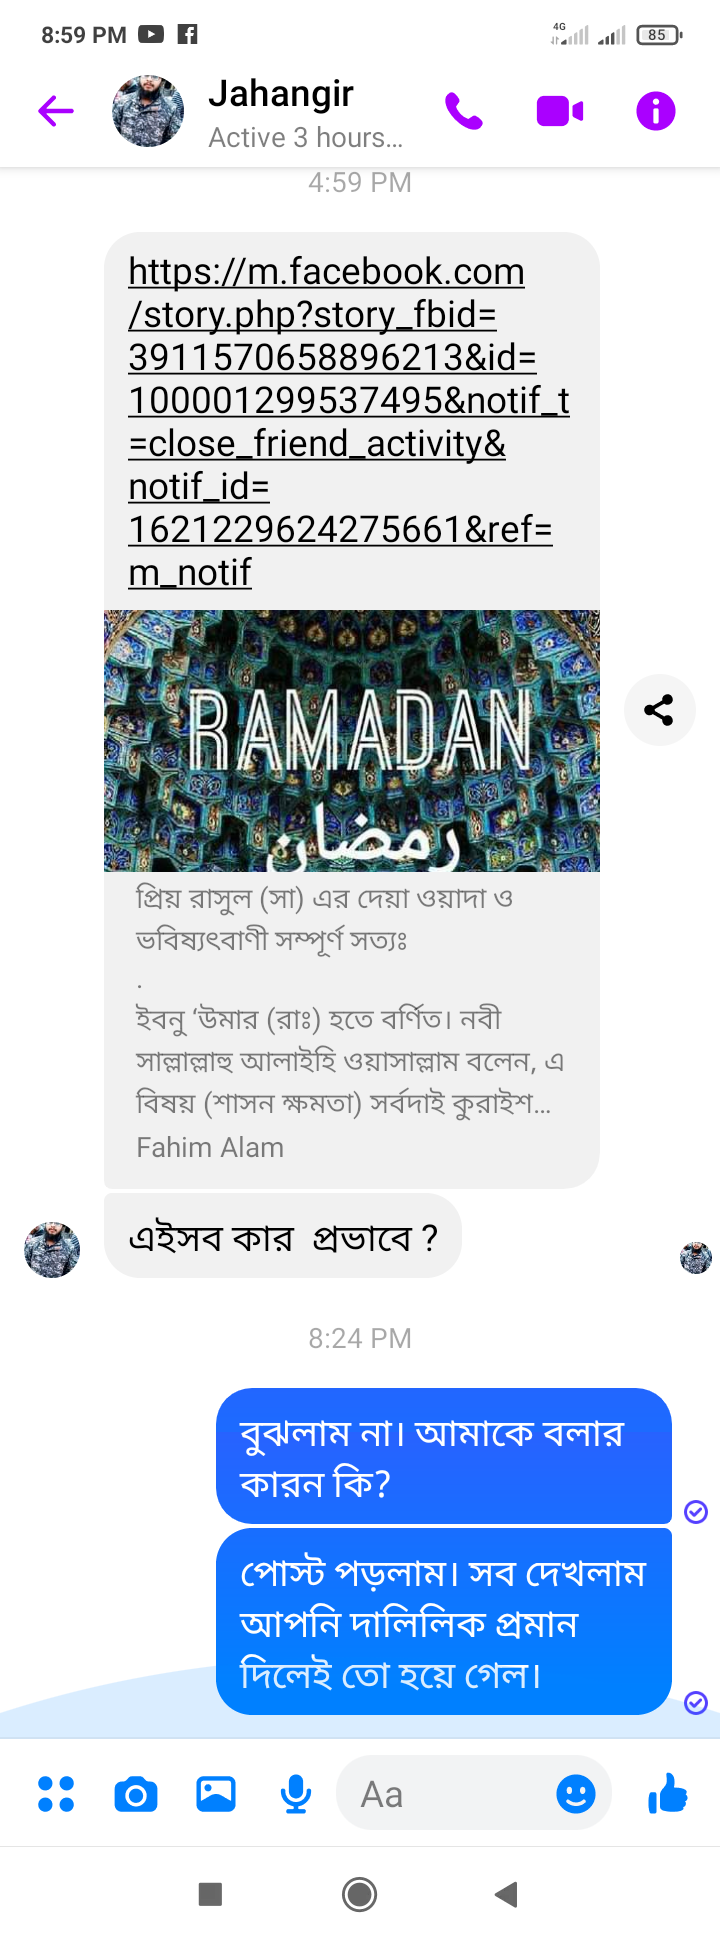 8:59 PM
4G
85
Jahangir
Active 3 hours...
4:59 PM
https://m.facebook.com
/story.php?story_fbid=
3911570658896213&id=
100001299537495&notif_t
=close_friend_activity&
notif_id=
1621229624275661&ref=
m_notif
RAMADAN
رمضان
প্রিয় রাসুল (সা) এর দেয়া ওয়াদা ও
ভবিষ্যৎবাণী সম্পূর্ণ সত্যঃ
.
ইবনু ‘উমার (রাঃ) হতে বর্ণিত। নবী
সাল্লাল্লাহু আলাইহি ওয়াসাল্লাম বলেন, এ
বিষয় (শাসন ক্ষমতা) সর্বদাই কুরাইশ...
Fahim Alam
এইসব কার প্রভাবে ?
8:24 PM
বুঝলাম না। আমাকে বলার
কারন কি?
পোস্ট পড়লাম। সব দেখলাম
আপনি দালিলিক প্রমান
দিলেই তো হয়ে গেল।
Aa